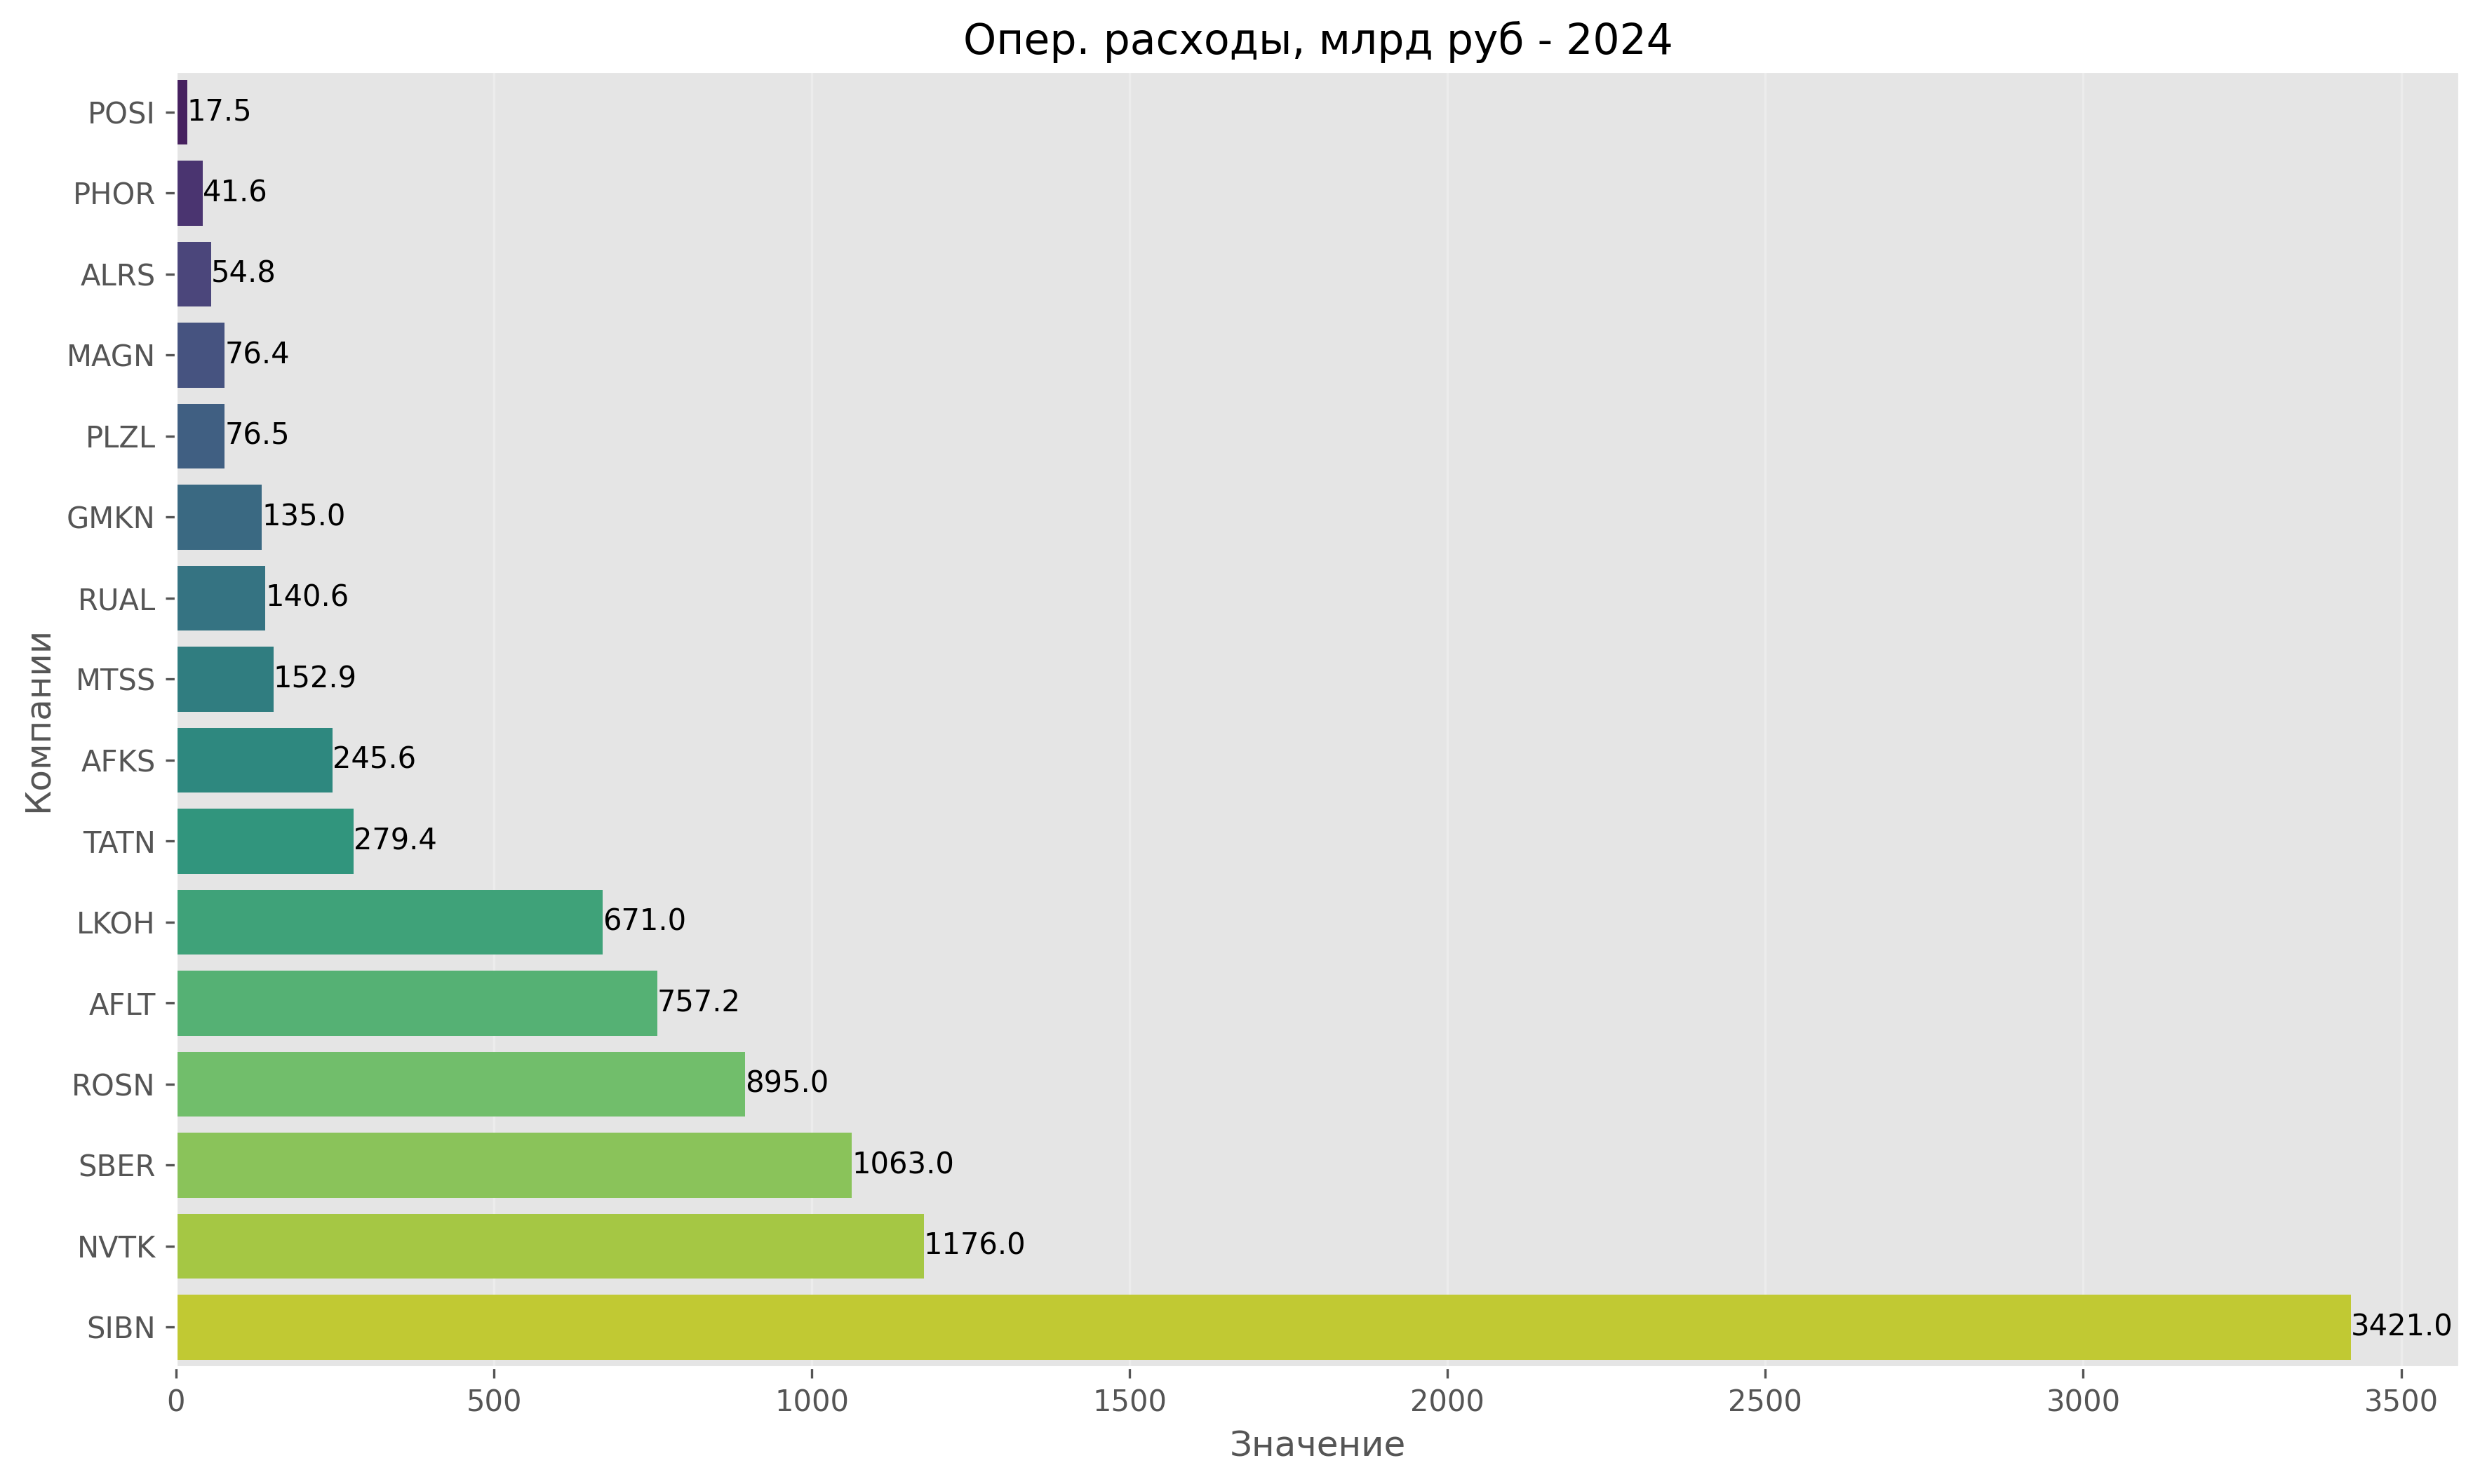 Опер. расходы, млрд руб - 2024
Компании
POSI 17.5
PHOR 41.6
ALRS 54.8
MAGN 76.4
PLZL 76.5
GMKN 135.0
RUAL 140.6
MTSS 152.9
AFKS 245.6
TATN 279.4
LKOH 671.0
AFLT 757.2
ROSN 895.0
SBER 1063.0
NVTK 1176.0
SIBN 3421.0
0 500 1000 1500 2000 2500 3000 3500
Значение